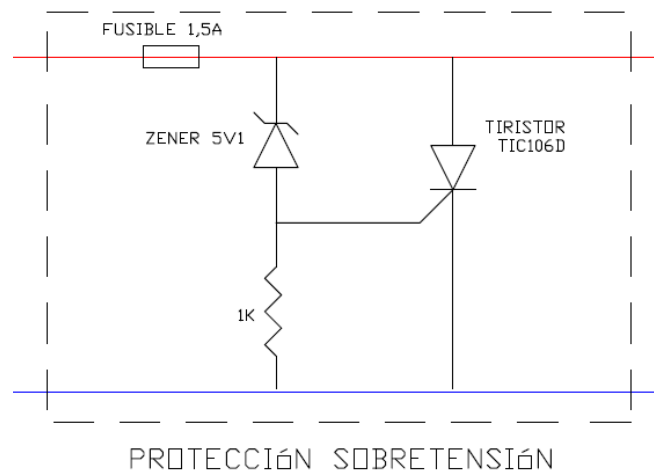 FUSIBLE 1,5A
ZENER 5V1
TIRISTOR
TIC106D
1K
PROTECCIóN SOBRETENSIóN